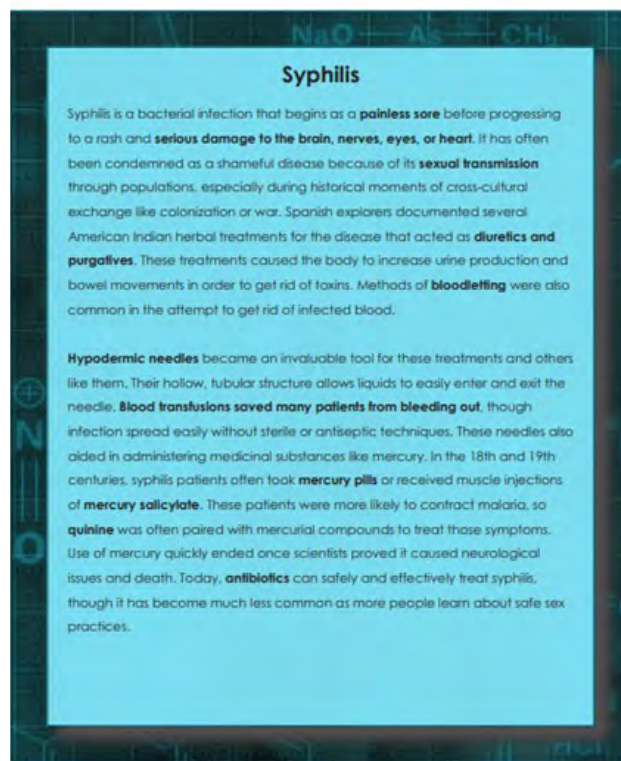 NaO — As — CH₃
Syphilis
Syphilis is a bacterial infection that begins as a painless sore before progressing
to a rash and serious damage to the brain, nerves, eyes, or heart. It has often
been condemned as a shameful disease because of its sexual transmission
through populations, especially during historical moments of cross-cultural
exchange like colonization or war. Spanish explorers documented several
American Indian herbal treatments for the disease that acted as diuretics and
purgatives. These treatments caused the body to increase urine production and
bowel movements in order to get rid of toxins. Methods of bloodletting were also
common in the attempt to get rid of infected blood.
Hypodermic needles became an invaluable tool for these treatments and others
like them. Their hollow, tubular structure allows liquids to easily enter and exit the
needle. Blood transfusions saved many patients from bleeding out, though
infection spread easily without sterile or antiseptic techniques. These needles also
aided in administering medicinal substances like mercury. In the 18th and 19th
centuries, syphilis patients often took mercury pills or received muscle injections
of mercury salicylate. These patients were more likely to contract malaria, so
quinine was often paired with mercurial compounds to treat those symptoms.
Use of mercury quickly ended once scientists proved it caused neurological
issues and death. Today, antibiotics can safely and effectively treat syphilis,
though it has become much less common as more people learn about safe sex
practices.
N
O